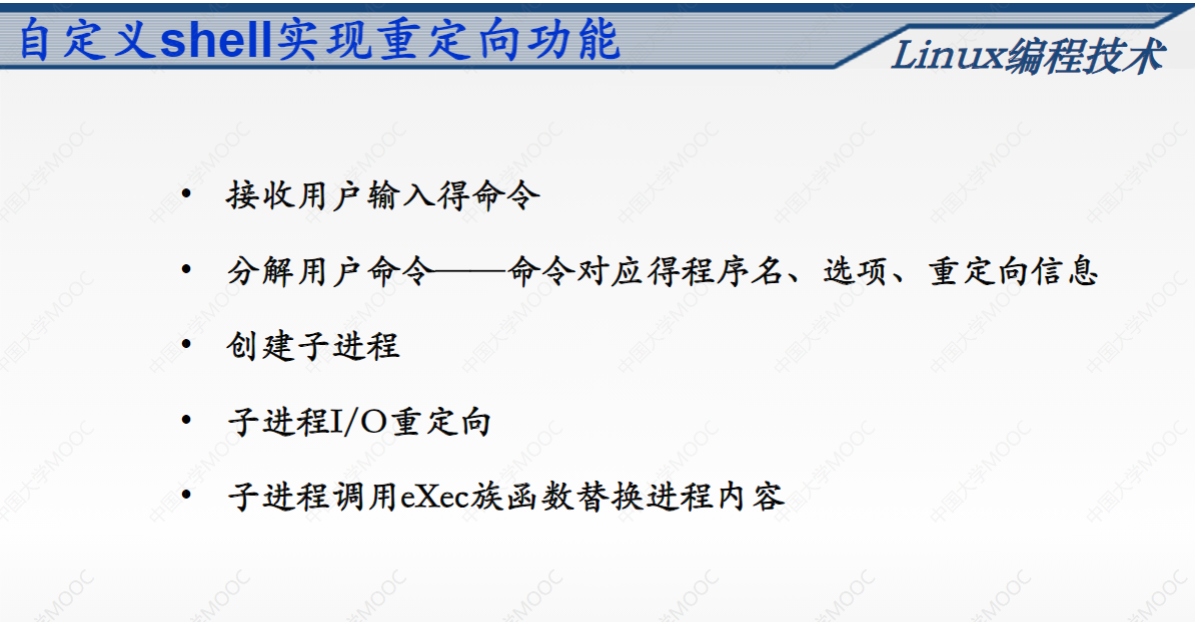 自定义shell实现重定向功能
Linux编程技术
• 接收用户输入得命令
• 分解用户命令——命令对应得程序名、选项、重定向信息
• 创建子进程
• 子进程I/O重定向
• 子进程调用eXec族函数替换进程内容
中国大学MOOC